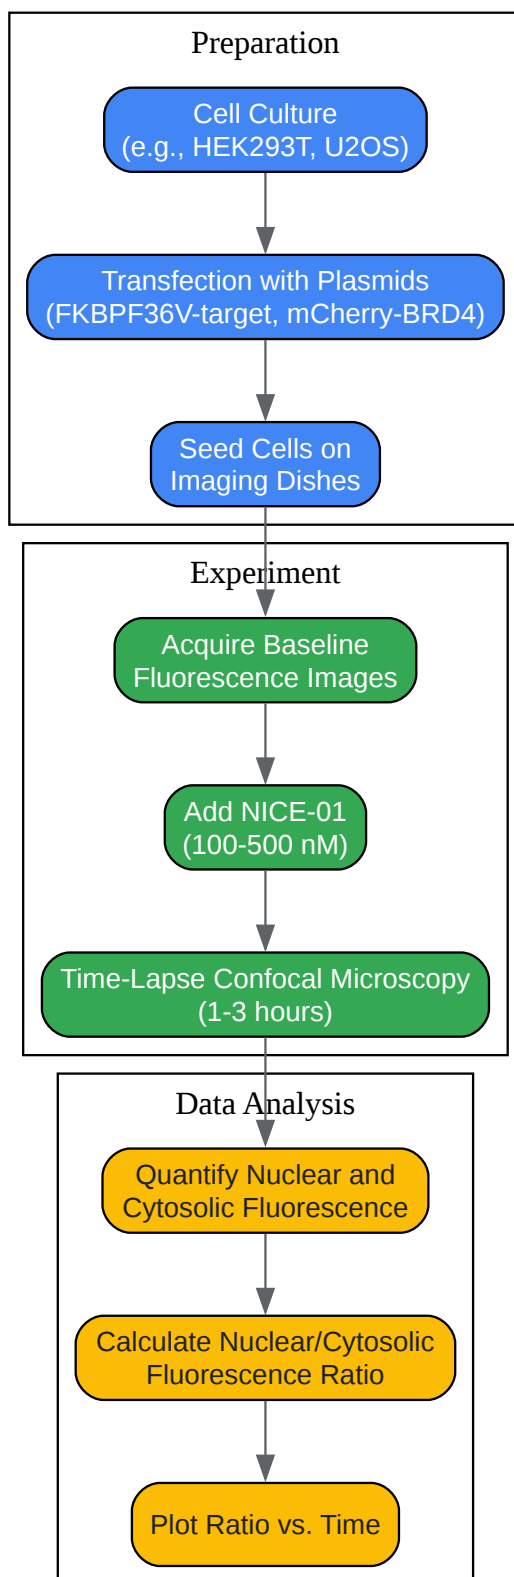 Preparation
Cell Culture
(e.g., HEK293T, U2OS)
Transfection with Plasmids
(FKBPF36V-target, mCherry-BRD4)
Seed Cells on
Imaging Dishes
Experiment
Acquire Baseline
Fluorescence Images
Add NICE-01
(100-500 nM)
Time-Lapse Confocal Microscopy
(1-3 hours)
Data Analysis
Quantify Nuclear and
Cytosolic Fluorescence
Calculate Nuclear/Cytosolic
Fluorescence Ratio
Plot Ratio vs. Time